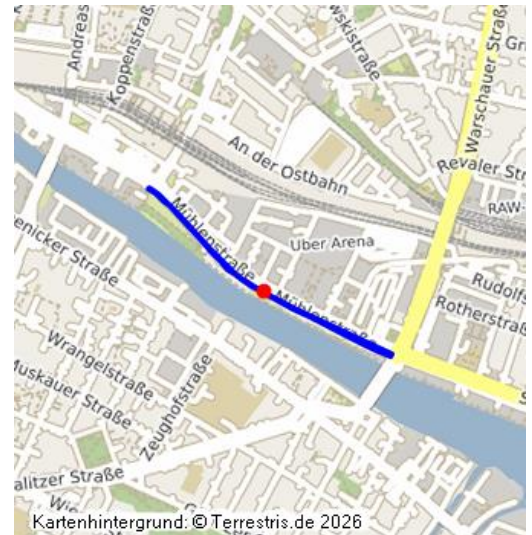 Andreas
Koppenstraße
wskistraße
Gr
Warschauer Straße
An der Ostbahn
Revaler Str
RAW-
Mühlenstraße
Uber Arena
Mühlenstraße
Rudolf
Rotherstraß
S
enicker Straße
Wrangelstraße
Muskauer Straße
Zeughofstraße
alitzer Straße
Wie
G
Kartenhintergrund: © Terrestris.de 2026